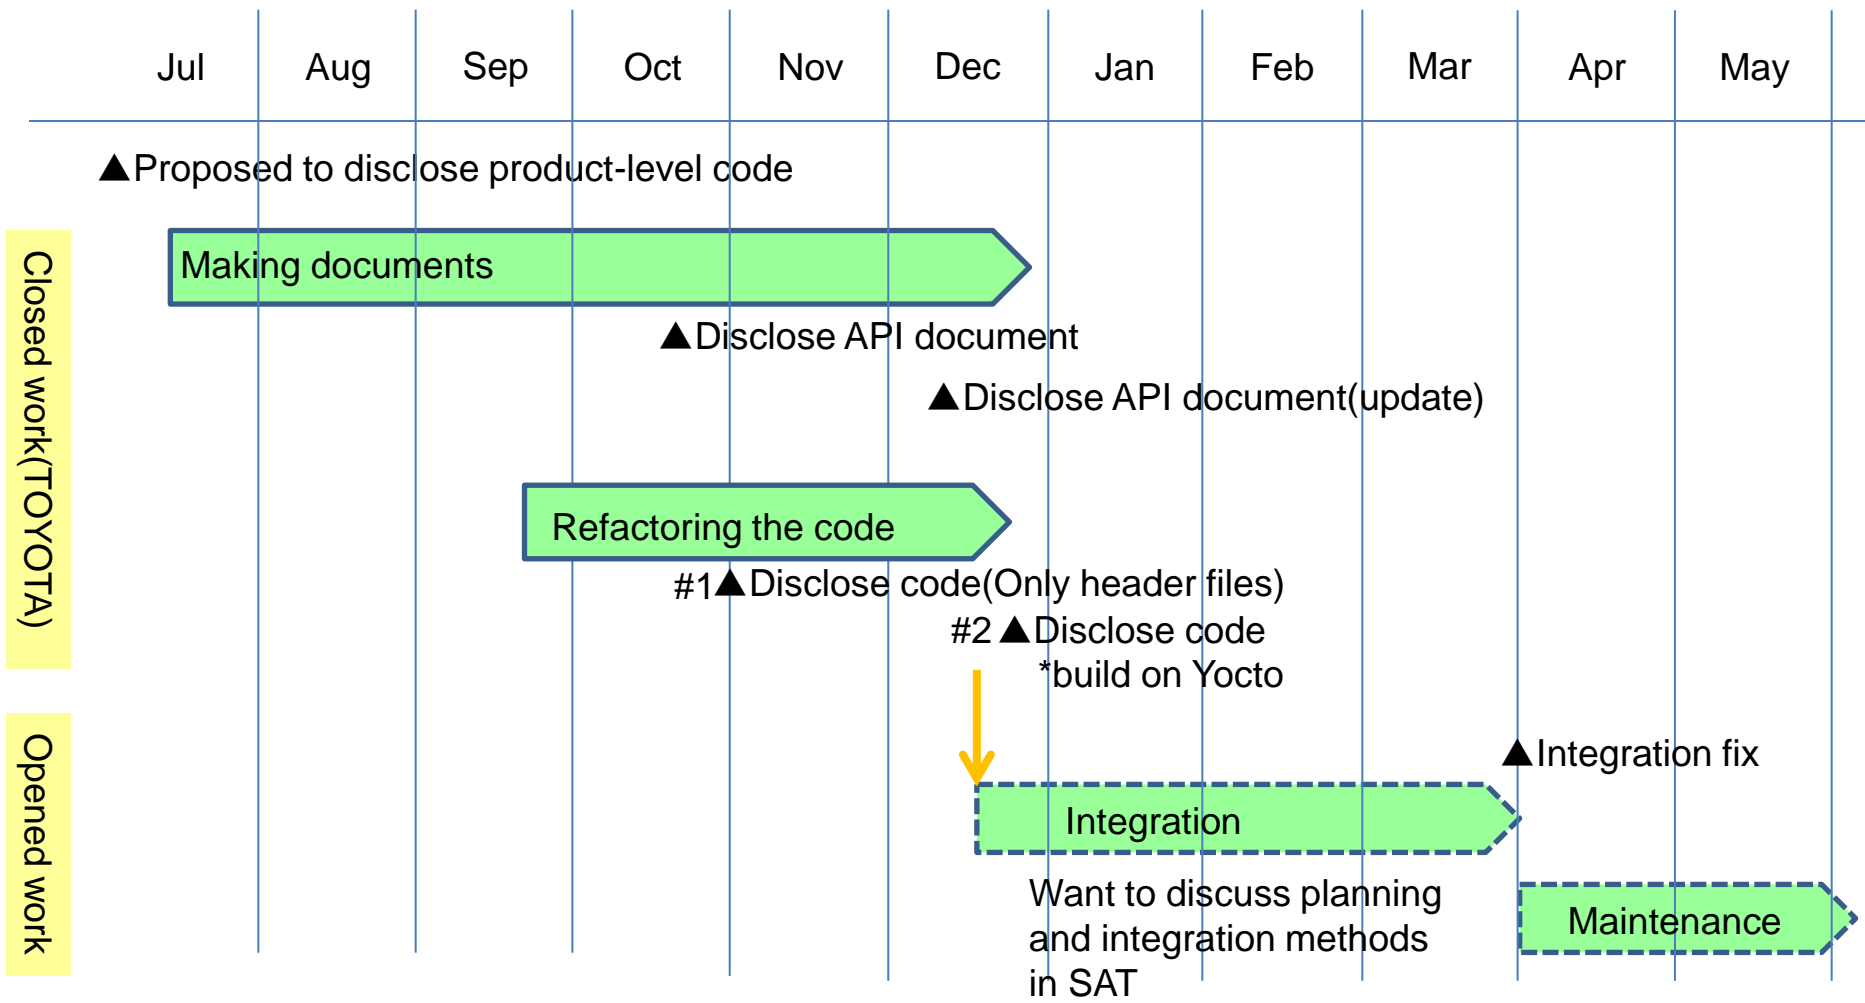 Jul Aug Sep Oct Nov Dec Jan Feb Mar Apr May
▲Proposed to disclose product-level code
Closed work(TOYOTA)
Making documents
▲Disclose API document
▲Disclose API document(update)
Refactoring the code
#1▲Disclose code(Only header files)
#2 ▲Disclose code
*build on Yocto
Opened work
▲Integration fix
Integration
Want to discuss planning
and integration methods
in SAT
Maintenance